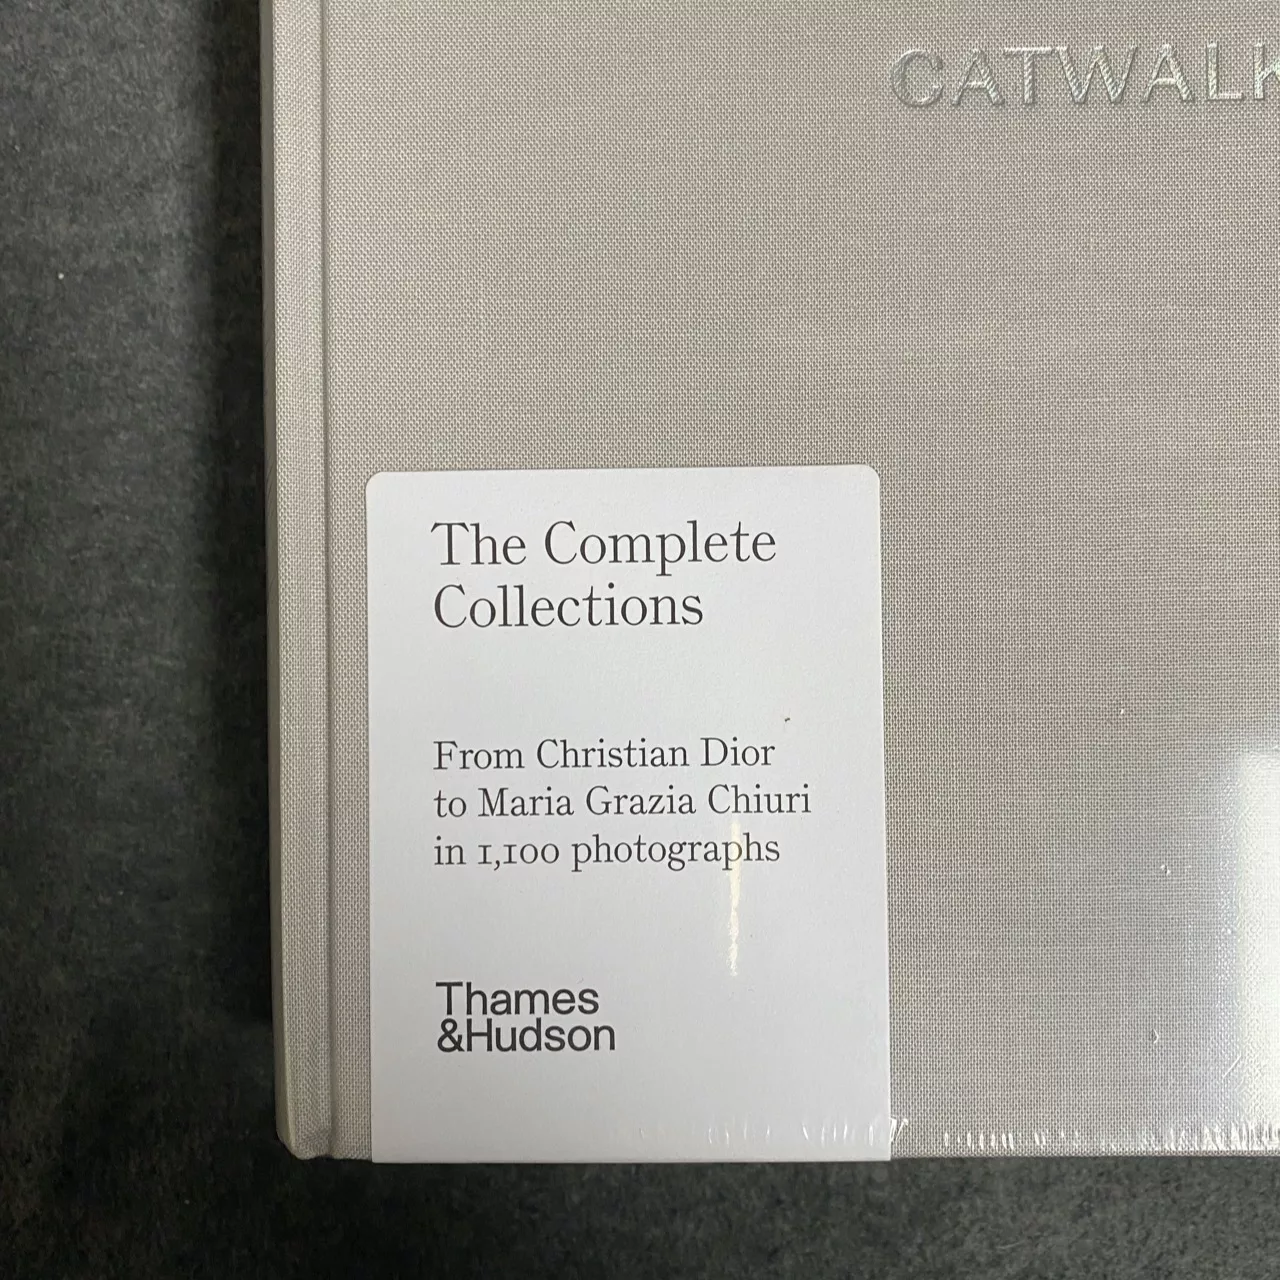 CATWALK
The Complete
Collections
From Christian Dior
to Maria Grazia Chiuri
in 1,100 photographs
Thames
&Hudson